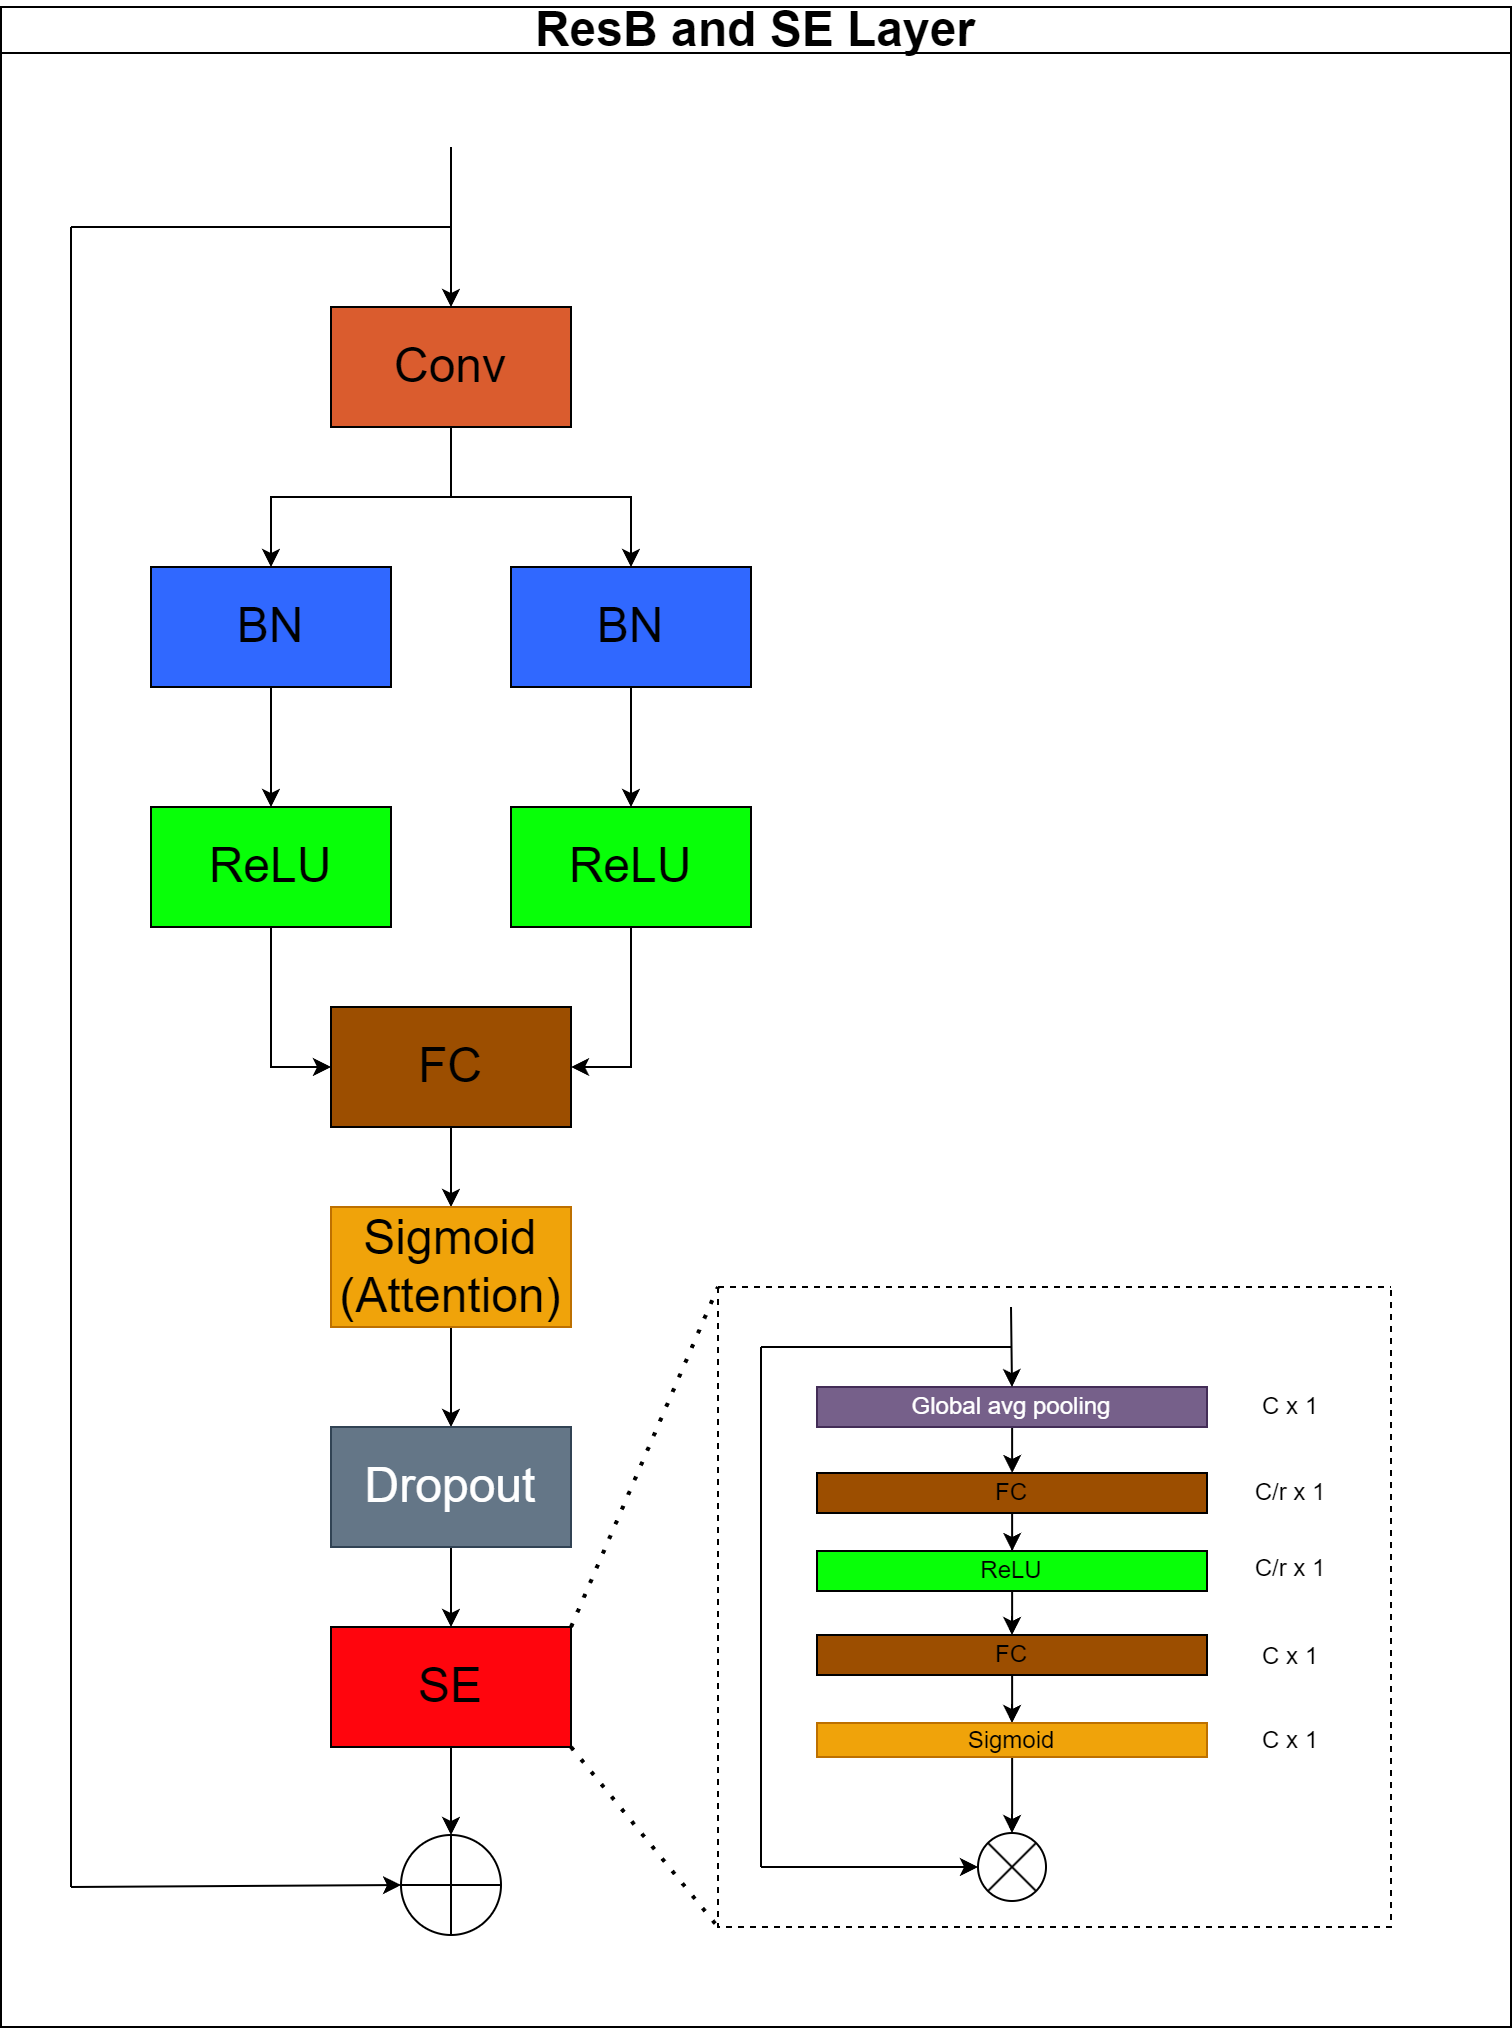 ResB and SE Layer
Conv
BN
BN
ReLU
ReLU
FC
Sigmoid
(Attention)
Dropout
SE
Global avg pooling
C x 1
FC
C/r x 1
ReLU
C/r x 1
FC
C x 1
Sigmoid
C x 1